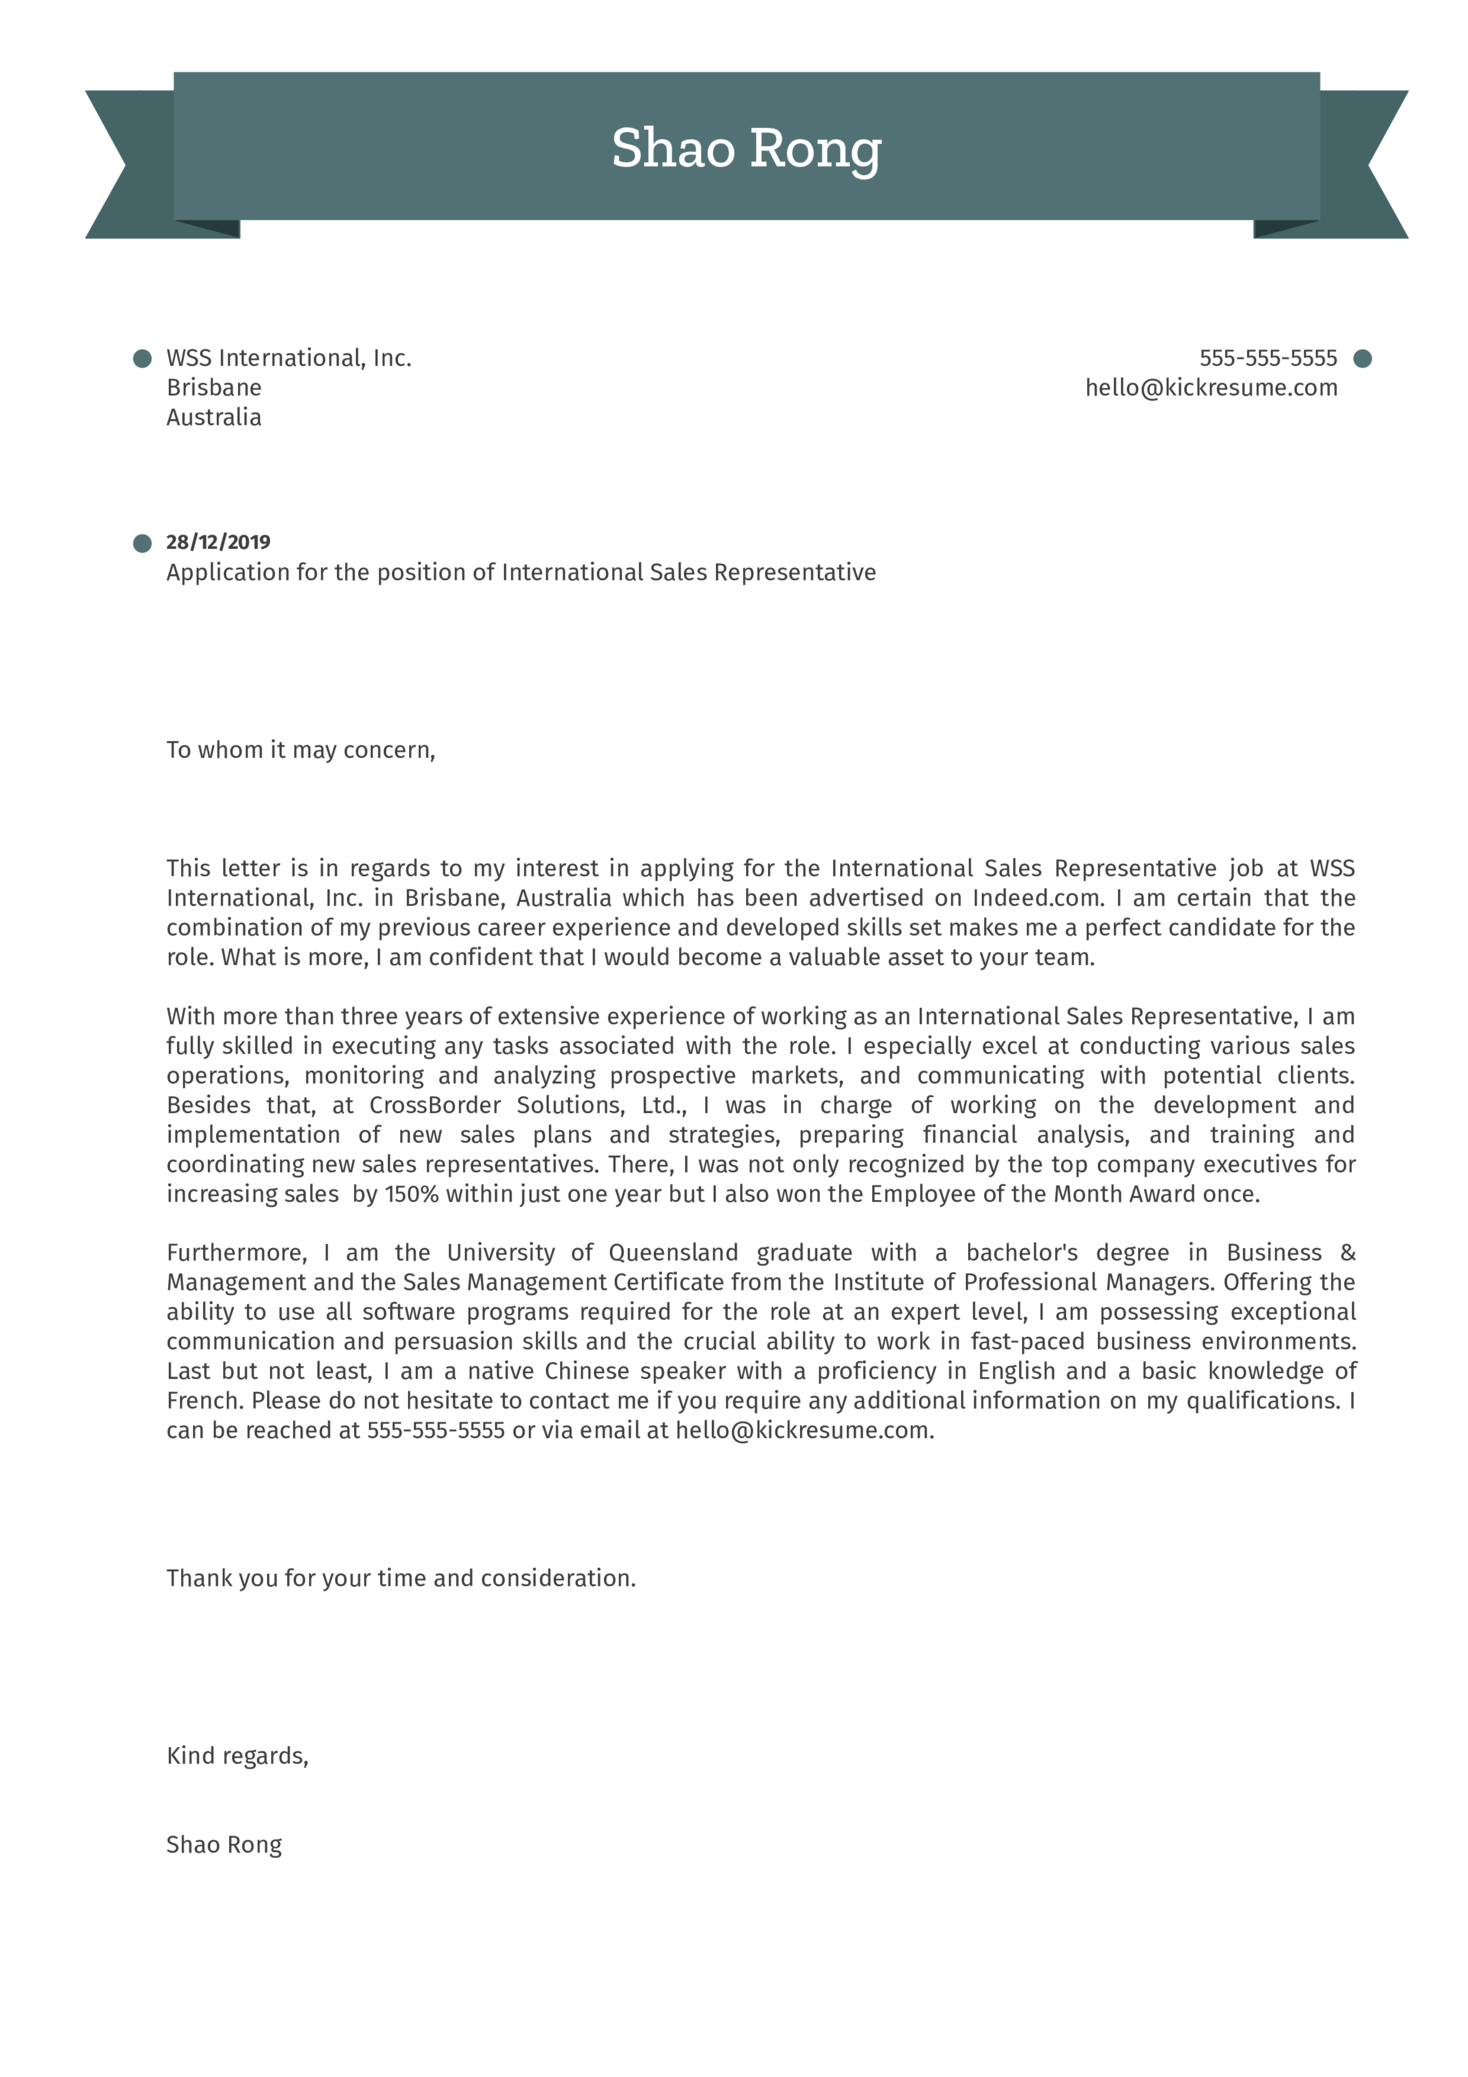 Shao Rong
WSS International, Inc.
Brisbane
Australia
555-555-5555
hello@kickresume.com
28/12/2019
Application for the position of International Sales Representative
To whom it may concern,
This letter is in regards to my interest in applying for the International Sales Representative job at WSS
International, Inc. in Brisbane, Australia which has been advertised on Indeed.com. I am certain that the
combination of my previous career experience and developed skills set makes me a perfect candidate for the
role. What is more, I am confident that I would become a valuable asset to your team.
With more than three years of extensive experience of working as an International Sales Representative, I am
fully skilled in executing any tasks associated with the role. I especially excel at conducting various sales
operations, monitoring and analyzing prospective markets, and communicating with potential clients.
Besides that, at CrossBorder Solutions, Ltd., I was in charge of working on the development and
implementation of new sales plans and strategies, preparing financial analysis, and training and
coordinating new sales representatives. There, I was not only recognized by the top company executives for
increasing sales by 150% within just one year but I also won the Employee of the Month Award once.
Furthermore, I am the University of Queensland graduate with a bachelor's degree in Business &
Management and the Sales Management Certificate from the Institute of Professional Managers. Offering the
ability to use all software programs required for the role at an expert level, I am possessing exceptional
communication and persuasion skills and the crucial ability to work in fast-paced business environments.
Last but not least, I am a native Chinese speaker with a proficiency in English and a basic knowledge of
French. Please do not hesitate to contact me if you require any additional information on my qualifications. I
can be reached at 555-555-5555 or via email at hello@kickresume.com.
Thank you for your time and consideration.
Kind regards,
Shao Rong